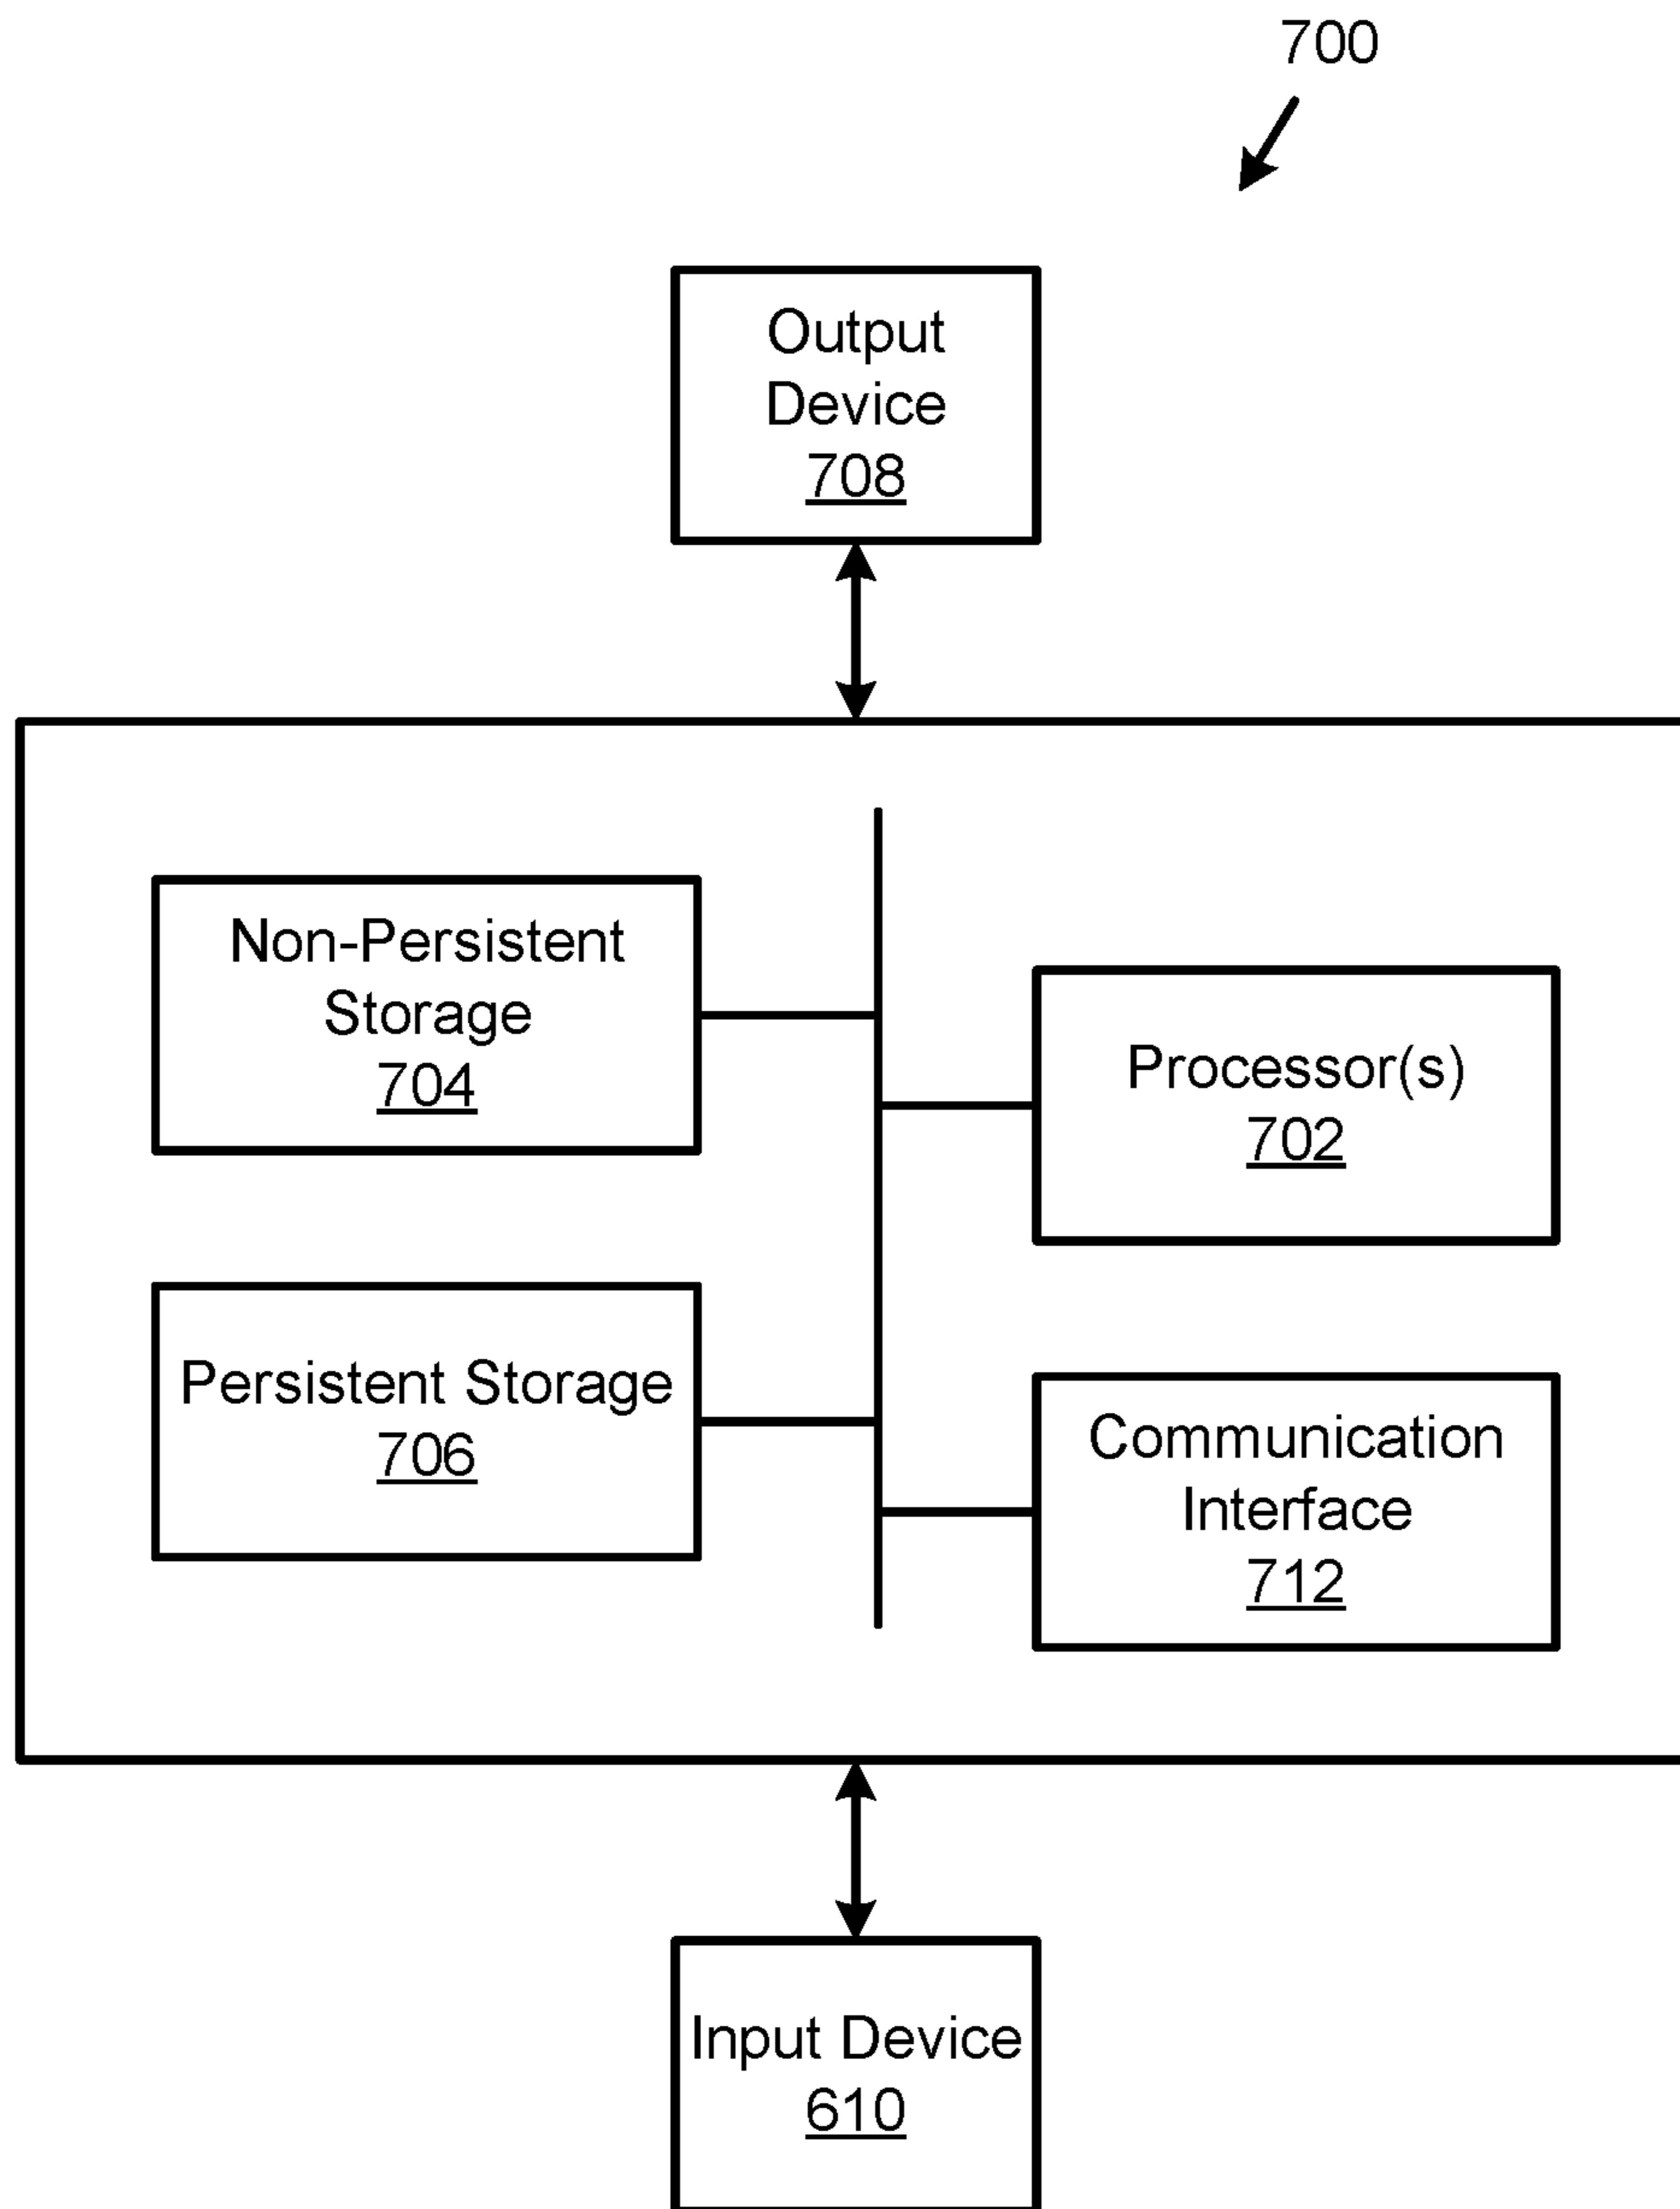 700
Output
Device
708
Non-Persistent
Storage
704
Processor(s)
702
Persistent Storage
706
Communication
Interface
712
Input Device
610